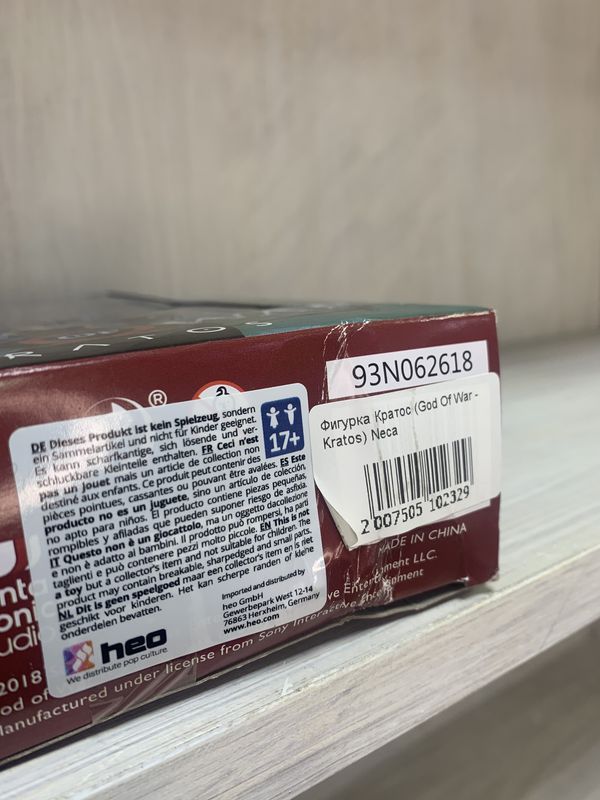 RATOS
®
93N062618
Фигурка Кратос (God Of War -
Kratos) Neca
2 007505 102329
17+
DE Dieses Produkt ist kein Spielzeug, sondern
ein Sammelartikel und nicht für Kinder geeignet.
Es kann scharfkantige, sich lösende und ver-
schluckbare Kleinteile enthalten. FR Ceci n'est
pas un jouet mais un article de collection non
destiné aux enfants. Ce produit peut contenir des
pièces pointues, cassantes ou pouvant être avalées. ES Este
producto no es un juguete, sino un artículo de colección,
no apto para niños. El producto contiene piezas pequeñas,
rompibles y afiladas que pueden suponer riesgo de asfixia.
IT Questo non è un giocattolo, ma un oggetto da collezione
e non è adatto ai bambini. Il prodotto può rompersi, ha parti
taglienti e può contenere pezzi molto piccole. EN This is not
a toy but a collector's item and not suitable for children. The
product may contain breakable, sharpedged and small parts.
NL Dit is geen speelgoed maar een collector's item en is niet
geschikt voor kinderen. Het kan scherpe randen of kleine
onderdelen bevatten.
heo
We distribute pop culture.
Imported and distributed by
heo GmbH
Gewerbepark West 12-14
76863 Herxheim, Germany
www.heo.com
MADE IN CHINA
nment LLC.
ve Entertainment
2018
od of
anufactured under license from Sony Interactive Ente